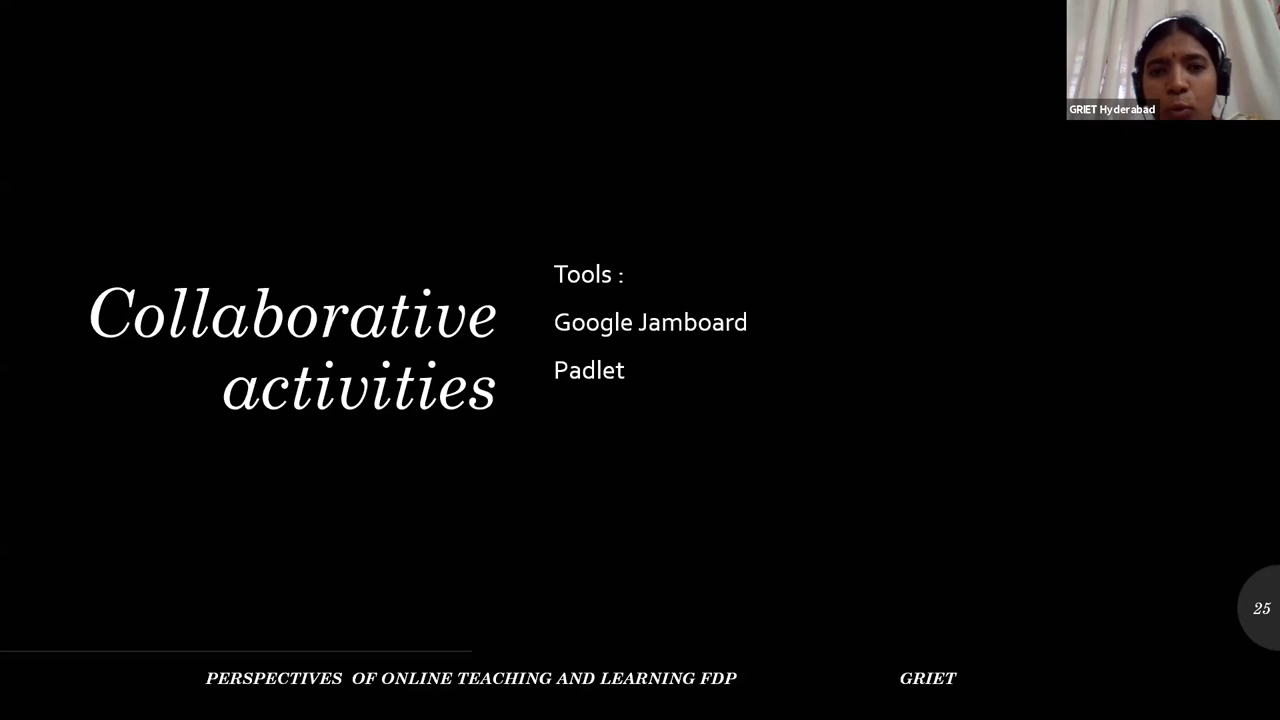 GRIET Hyderabad
Collaborative
activities
Tools :
Google Jamboard
Padlet
25
PERSPECTIVES OF ONLINE TEACHING AND LEARNING FDP
GRIET